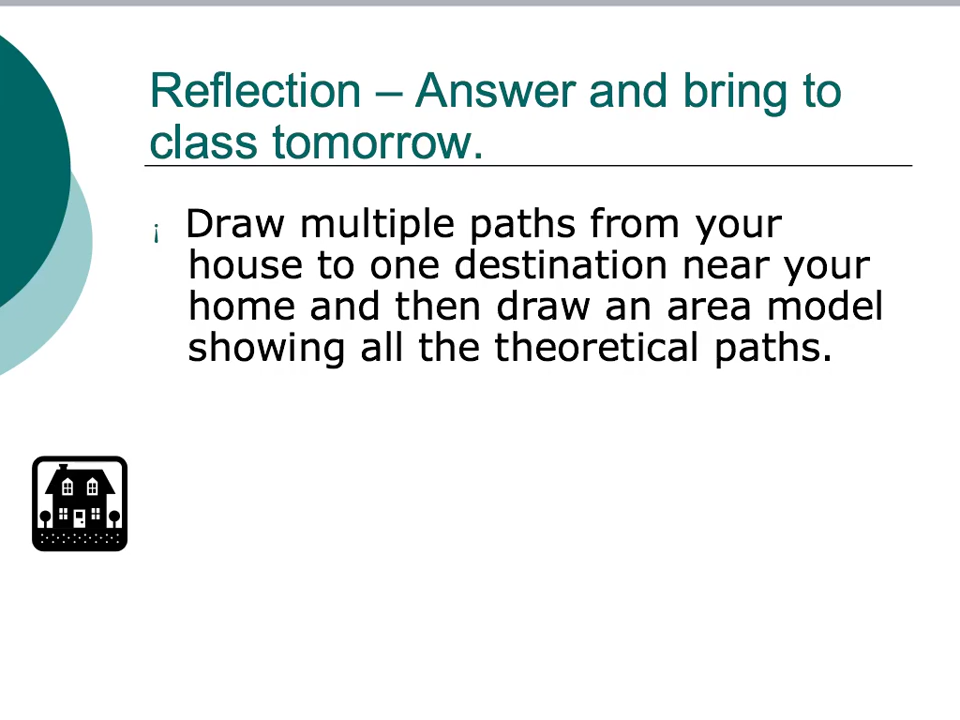 Reflection – Answer and bring to
class tomorrow.
¡ Draw multiple paths from your
house to one destination near your
home and then draw an area model
showing all the theoretical paths.